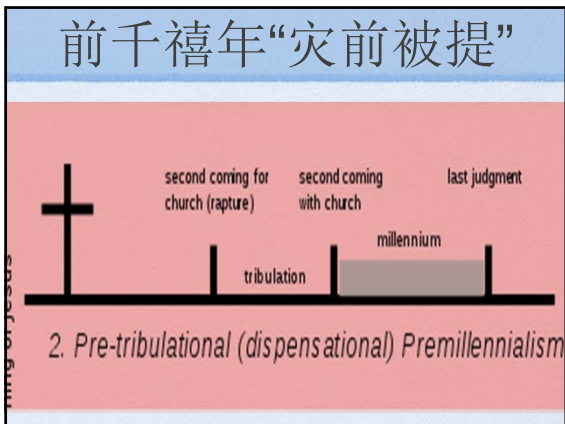 前千禧年“灾前被提”
second coming for
church (rapture)
second coming
with church
last judgment
millennium
tribulation
2. Pre-tribulational (dispensational) Premillennialism